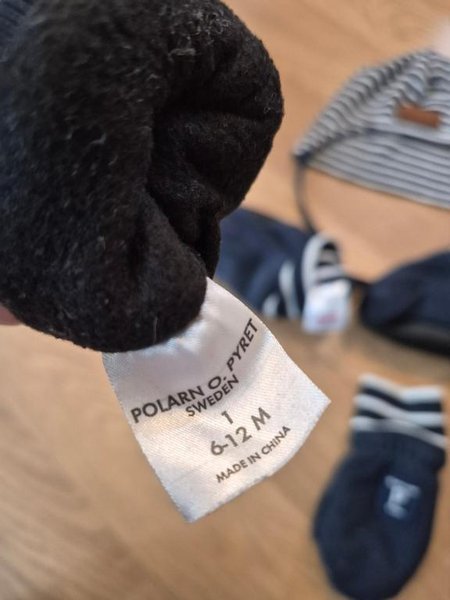 POLARN O. PYRET
SWEDEN
1
6-12 M
MADE IN CHINA